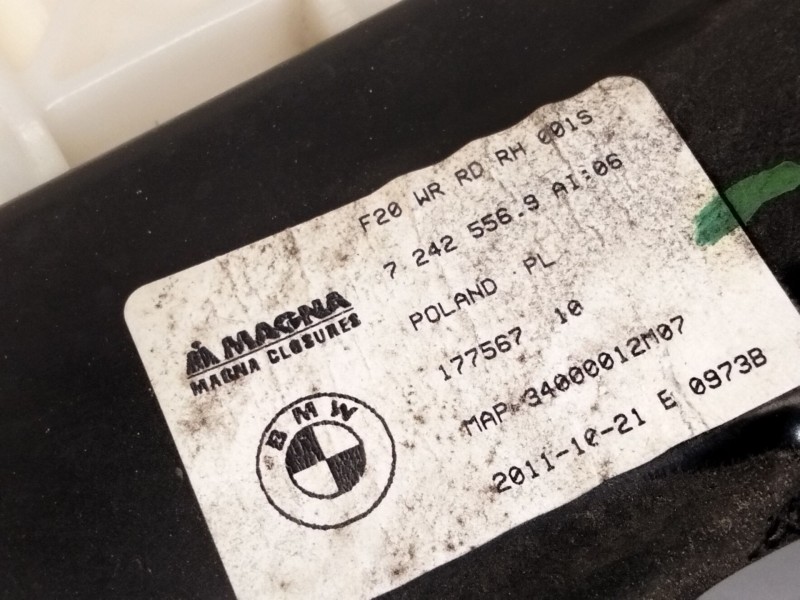 F20 WR RD RH 001S
7 242 556.9 AI:06
POLAND PL
177567 10
MAP 34000012M07
2011-10-21 E 0973B
MAGNA
MAGNA CLOSURES
BMW